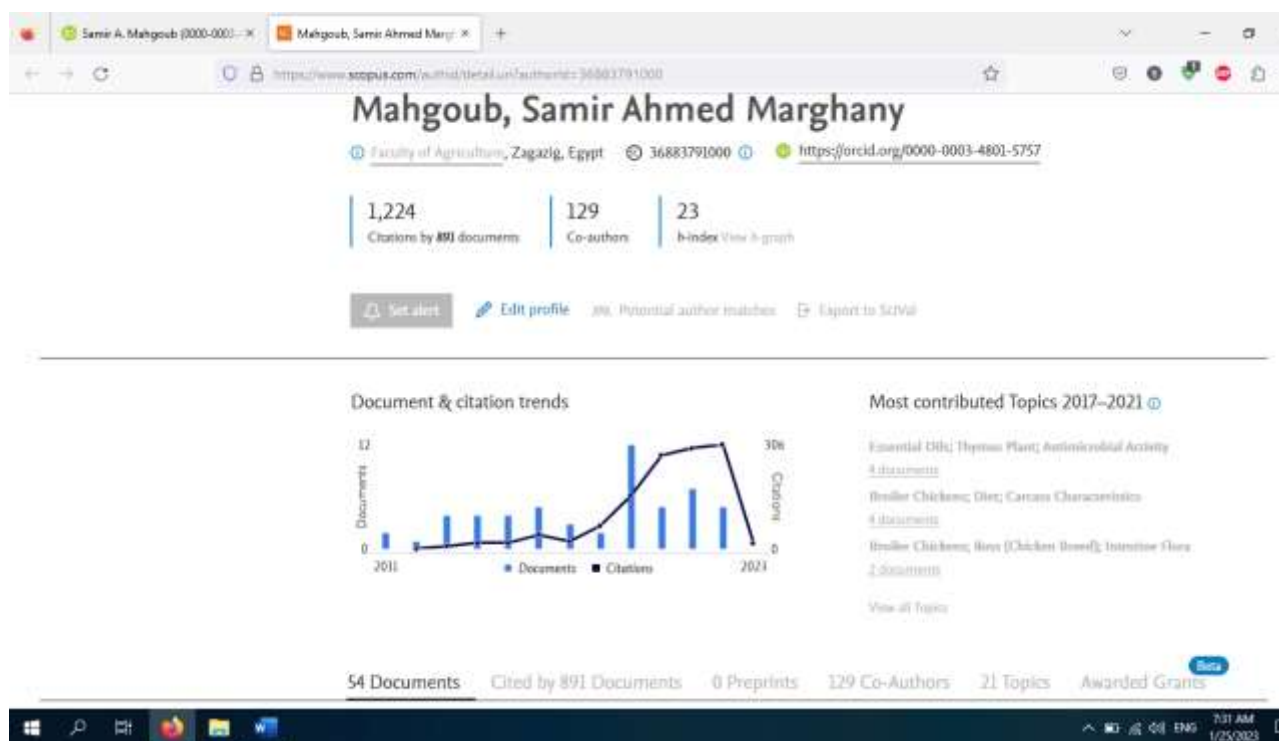 Samir A. Mahgoub (0000-0003-
Mahgoub, Samir Ahmed Marg
https://www.scopus.com/authid/detail.uri?authorId=36883791000
Mahgoub, Samir Ahmed Marghany
Faculty of Agriculture, Zagazig, Egypt 36883791000 https://orcid.org/0000-0003-4801-5757
1,224 129 23
Citations by 891 documents Co-authors h-index View h-graph
Set alert Edit profile Potential author matches Export to SciVal
Document & citation trends
12 306
Documents
Citations
0 0
2011 2023
Documents Citations
Most contributed Topics 2017–2021
Essential Oils; Thymus Plant; Antimicrobial Activity
4 documents
Broiler Chickens; Diet; Carcass Characteristics
4 documents
Broiler Chickens; Ross (Chicken Breed); Intestine Flora
2 documents
View all Topics
Beta
54 Documents Cited by 891 Documents 0 Preprints 129 Co-Authors 21 Topics Awarded Grants
ENG 7:31 AM
1/25/2023